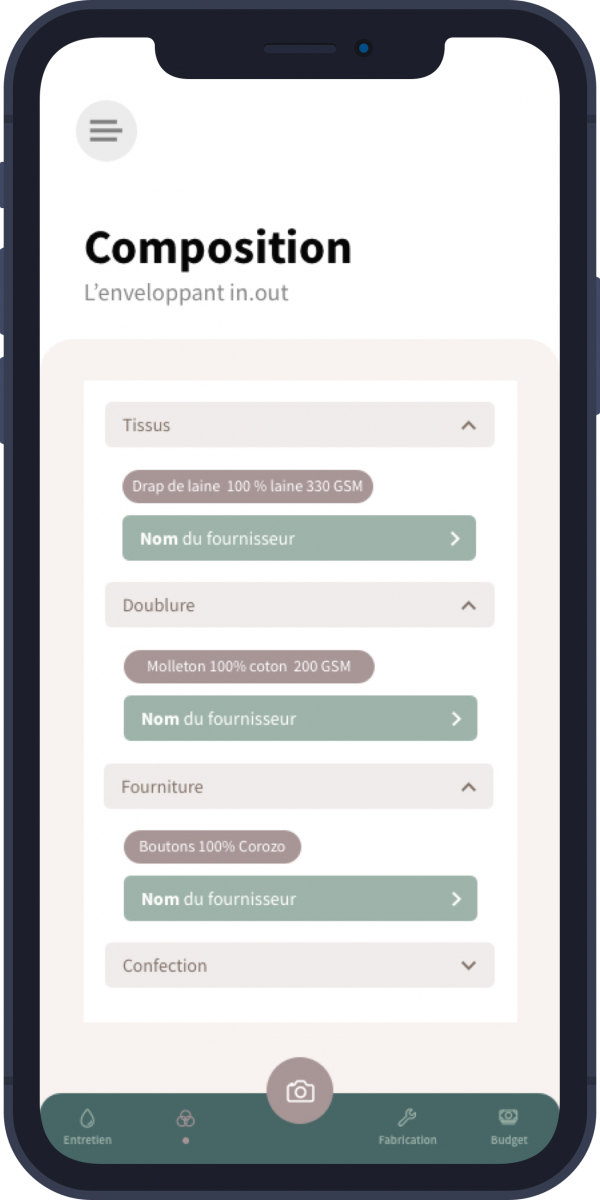 Composition
L’enveloppant in.out
Tissus
Drap de laine 100 % laine 330 GSM
Nom du fournisseur
Doublure
Molleton 100% coton 200 GSM
Nom du fournisseur
Fourniture
Boutons 100% Corozo
Nom du fournisseur
Confection
Entretien
Fabrication
Budget